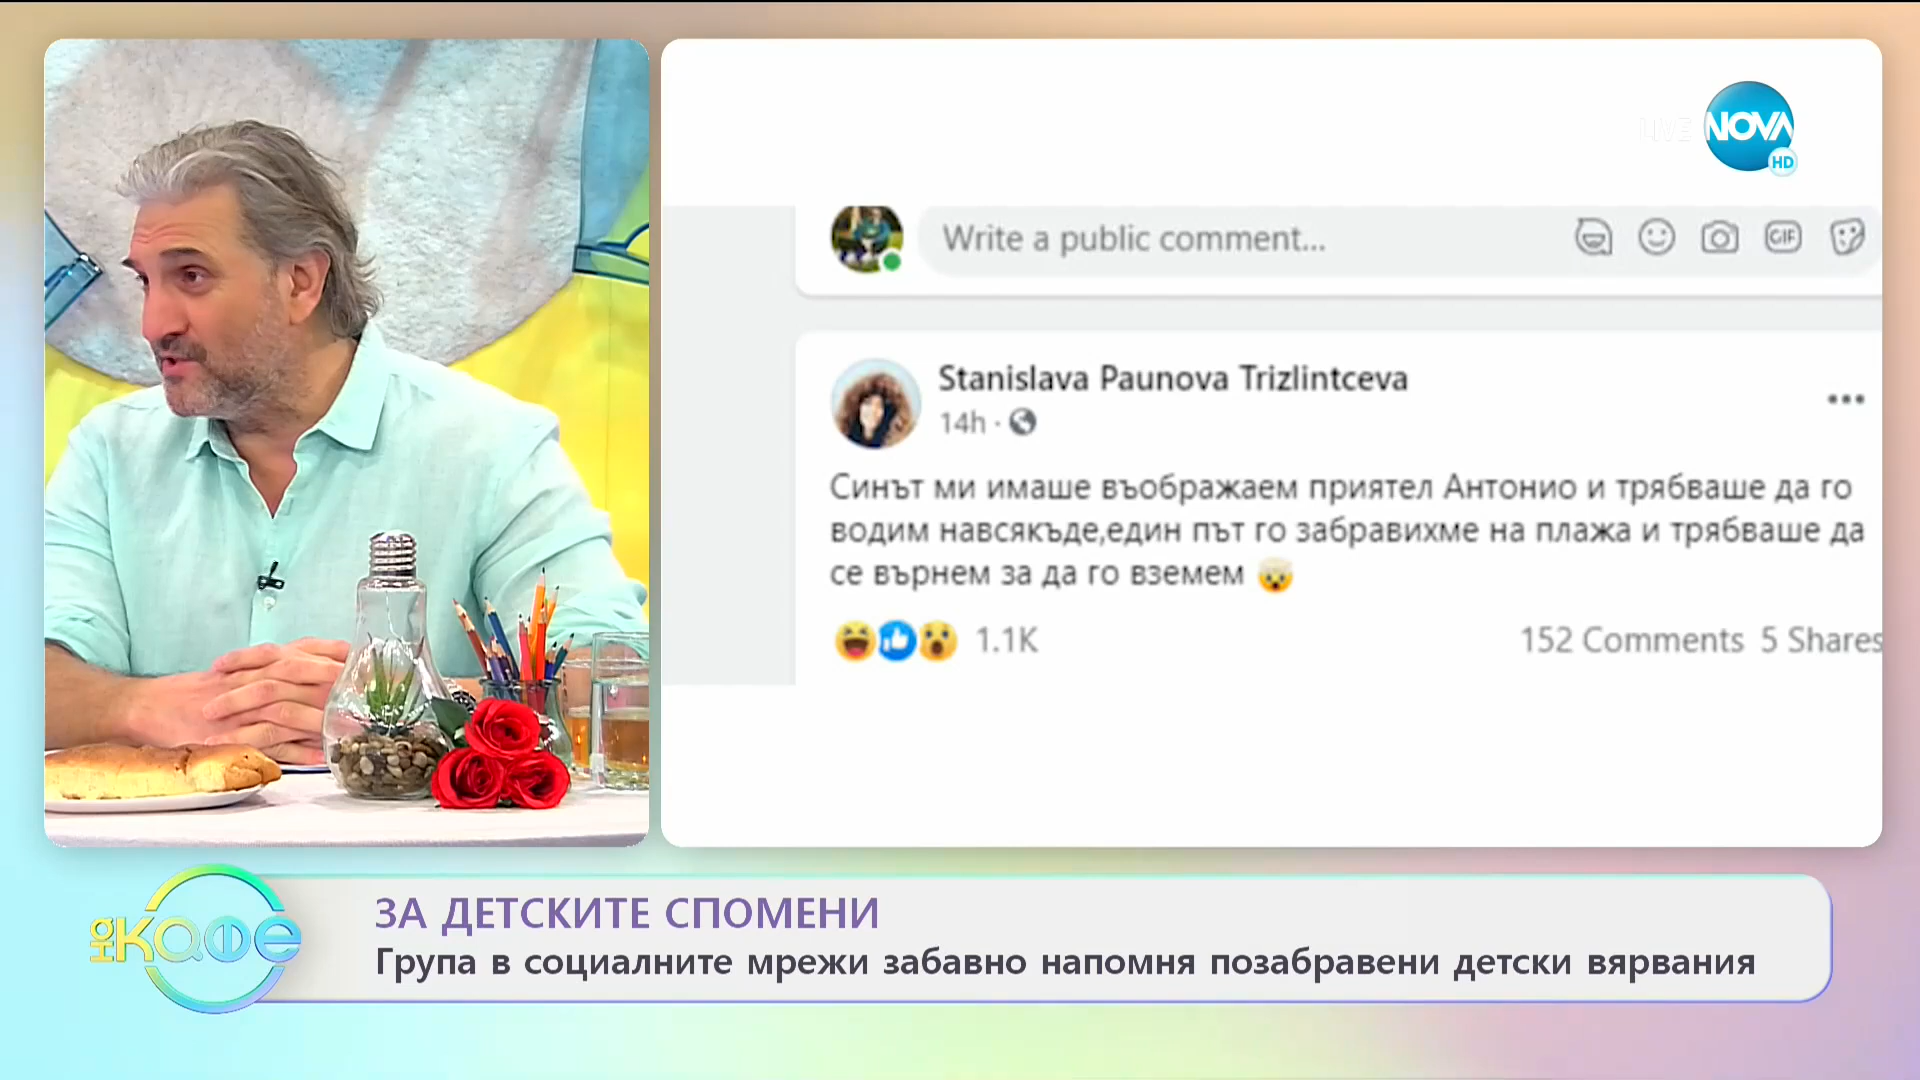 LIVE
NOVA
HD
Write a public comment...
GIF
Stanislava Paunova Trizlintceva
14h ·
Синът ми имаше въображаем приятел Антонио и трябваше да го
водим навсякъде,един път го забравихме на плажа и трябваше да
се върнем за да го вземем
1.1K
152 Comments 5 Shares
на кафе
ЗА ДЕТСКИТЕ СПОМЕНИ
Група в социалните мрежи забавно напомня позабравени детски вярвания